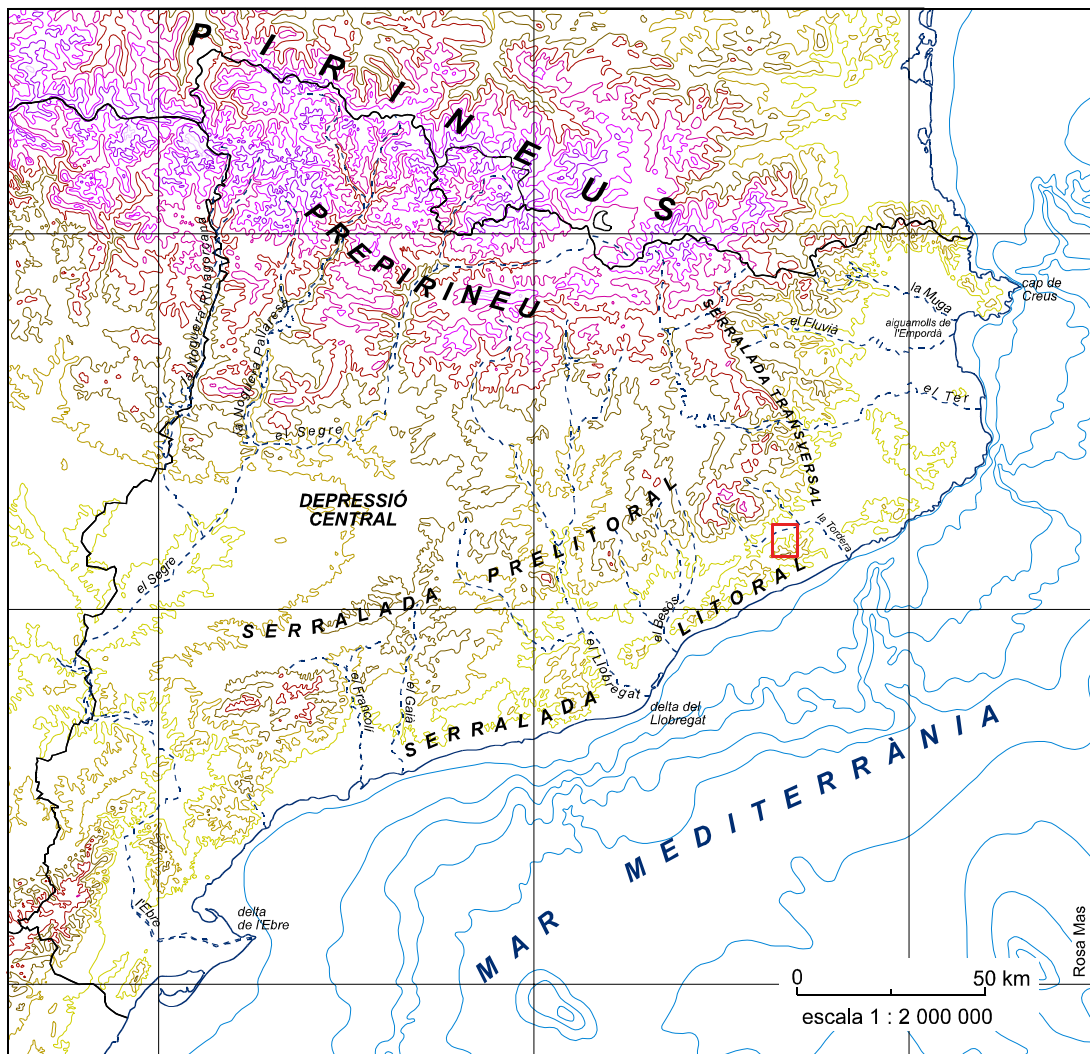 PIRINEUS
PREPIRINEU
la Noguera Ribagorçana
la Noguera Pallaresa
cap de
Creus
la Muga
aiguamolls de
l'Empordà
el Fluvià
SERRALADA TRANSVERSAL
el Ter
el Segre
DEPRESSIÓ
CENTRAL
la Tordera
SERRALADA PRELITORAL
el Segre
el Besòs
SERRALADA LITORAL
el Llobregat
el Francolí
el Gaià
delta del
Llobregat
MAR MEDITERRÀNIA
l'Ebre
delta
de l'Ebre
Rosa Mas
0 50 km
escala 1 : 2 000 000